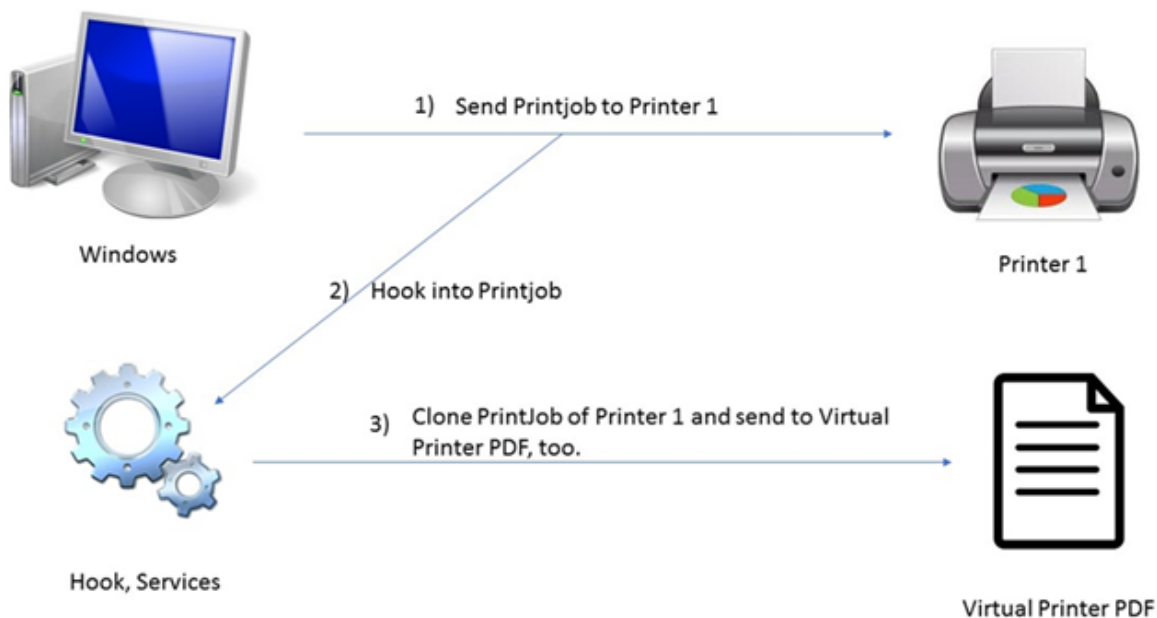 1) Send Printjob to Printer 1
Windows
Printer 1
2) Hook into Printjob
3) Clone PrintJob of Printer 1 and send to Virtual
Printer PDF, too.
Hook, Services
Virtual Printer PDF